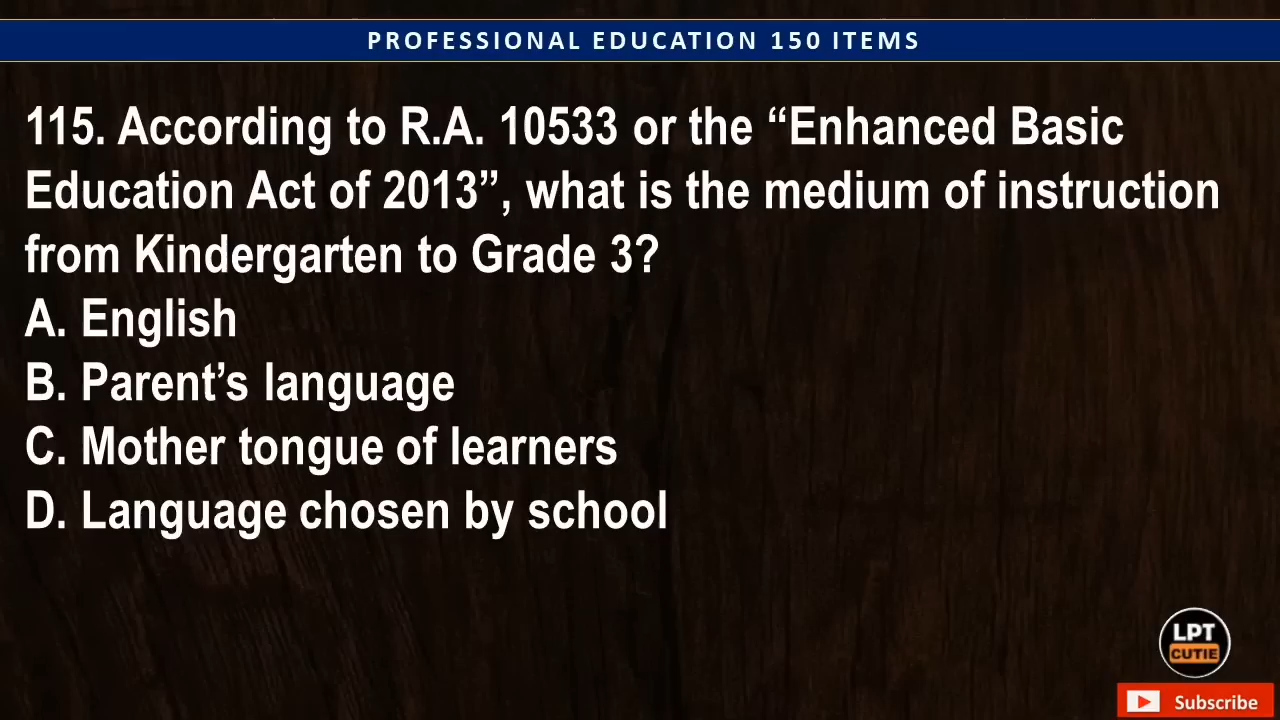 PROFESSIONAL EDUCATION 150 ITEMS
115. According to R.A. 10533 or the “Enhanced Basic
Education Act of 2013”, what is the medium of instruction
from Kindergarten to Grade 3?
A. English
B. Parent’s language
C. Mother tongue of learners
D. Language chosen by school
LPT
CUTIE
Subscribe